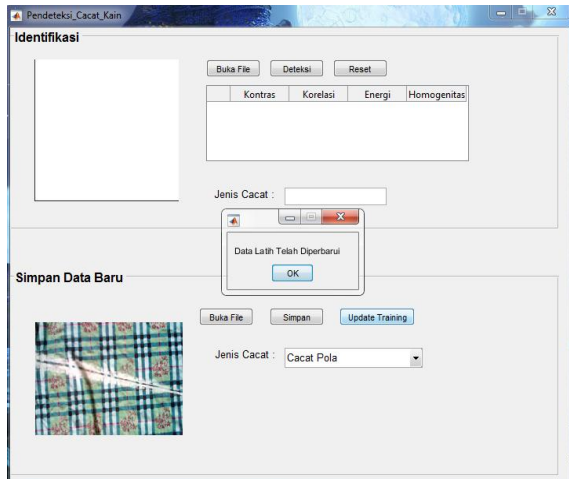 Pendeteksi_Cacat_Kain
Identifikasi
Buka File Deteksi Reset
Kontras Korelasi Energi Homogenitas
Jenis Cacat :
Data Latih Telah Diperbarui
OK
Simpan Data Baru
Buka File Simpan Update Training
Jenis Cacat : Cacat Pola